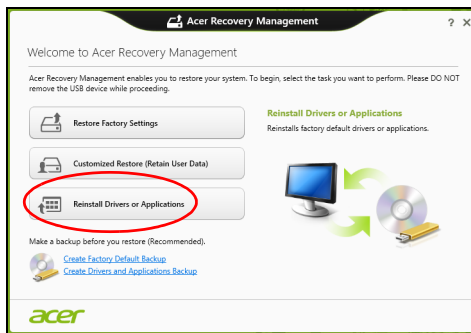 Acer Recovery Management
? X
Welcome to Acer Recovery Management
Acer Recovery Management enables you to restore your system. To begin, select the task you want to perform. Please DO NOT
remove the USB device while proceeding.
Restore Factory Settings
Customized Restore (Retain User Data)
Reinstall Drivers or Applications
Reinstall Drivers or Applications
Reinstalls factory default drivers or applications.
Make a backup before you restore (Recommended).
Create Factory Default Backup
Create Drivers and Applications Backup
acer